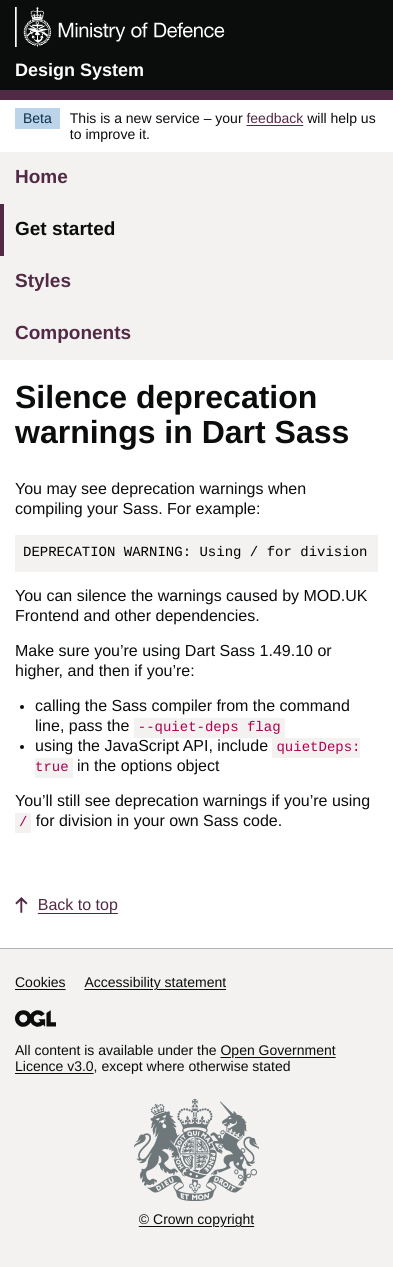 Ministry of Defence
Design System
Beta
This is a new service – your feedback will help us
to improve it.
Home
Get started
Styles
Components
Silence deprecation
warnings in Dart Sass
You may see deprecation warnings when
compiling your Sass. For example:
DEPRECATION WARNING: Using / for division
You can silence the warnings caused by MOD.UK
Frontend and other dependencies.
Make sure you’re using Dart Sass 1.49.10 or
higher, and then if you’re:
• calling the Sass compiler from the command
line, pass the --quiet-deps flag
• using the JavaScript API, include quietDeps:
true in the options object
You’ll still see deprecation warnings if you’re using
/ for division in your own Sass code.
↑ Back to top
Cookies Accessibility statement
OGL
All content is available under the Open Government
Licence v3.0, except where otherwise stated
DIEU ET MON DROIT
© Crown copyright